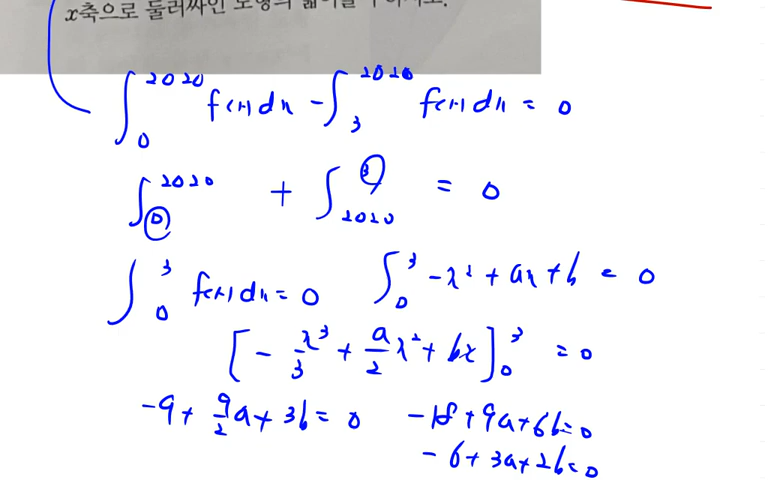 x축으로 둘러싸인 도형의 넓이를 구하시오.
∫₀²⁰²⁰ f(x)dx - ∫₃²⁰²⁰ f(x)dx = 0
∫₀²⁰²⁰ + ∫₂₀₂₀³ = 0
∫₀³ f(x)dx = 0 ∫₀³ -x² + ax + b = 0
[ - x³/3 + a/2 x² + bx ]₀³ = 0
-9 + 9/2 a + 3b = 0 -18 + 9a + 6b = 0
-6 + 3a + 2b = 0